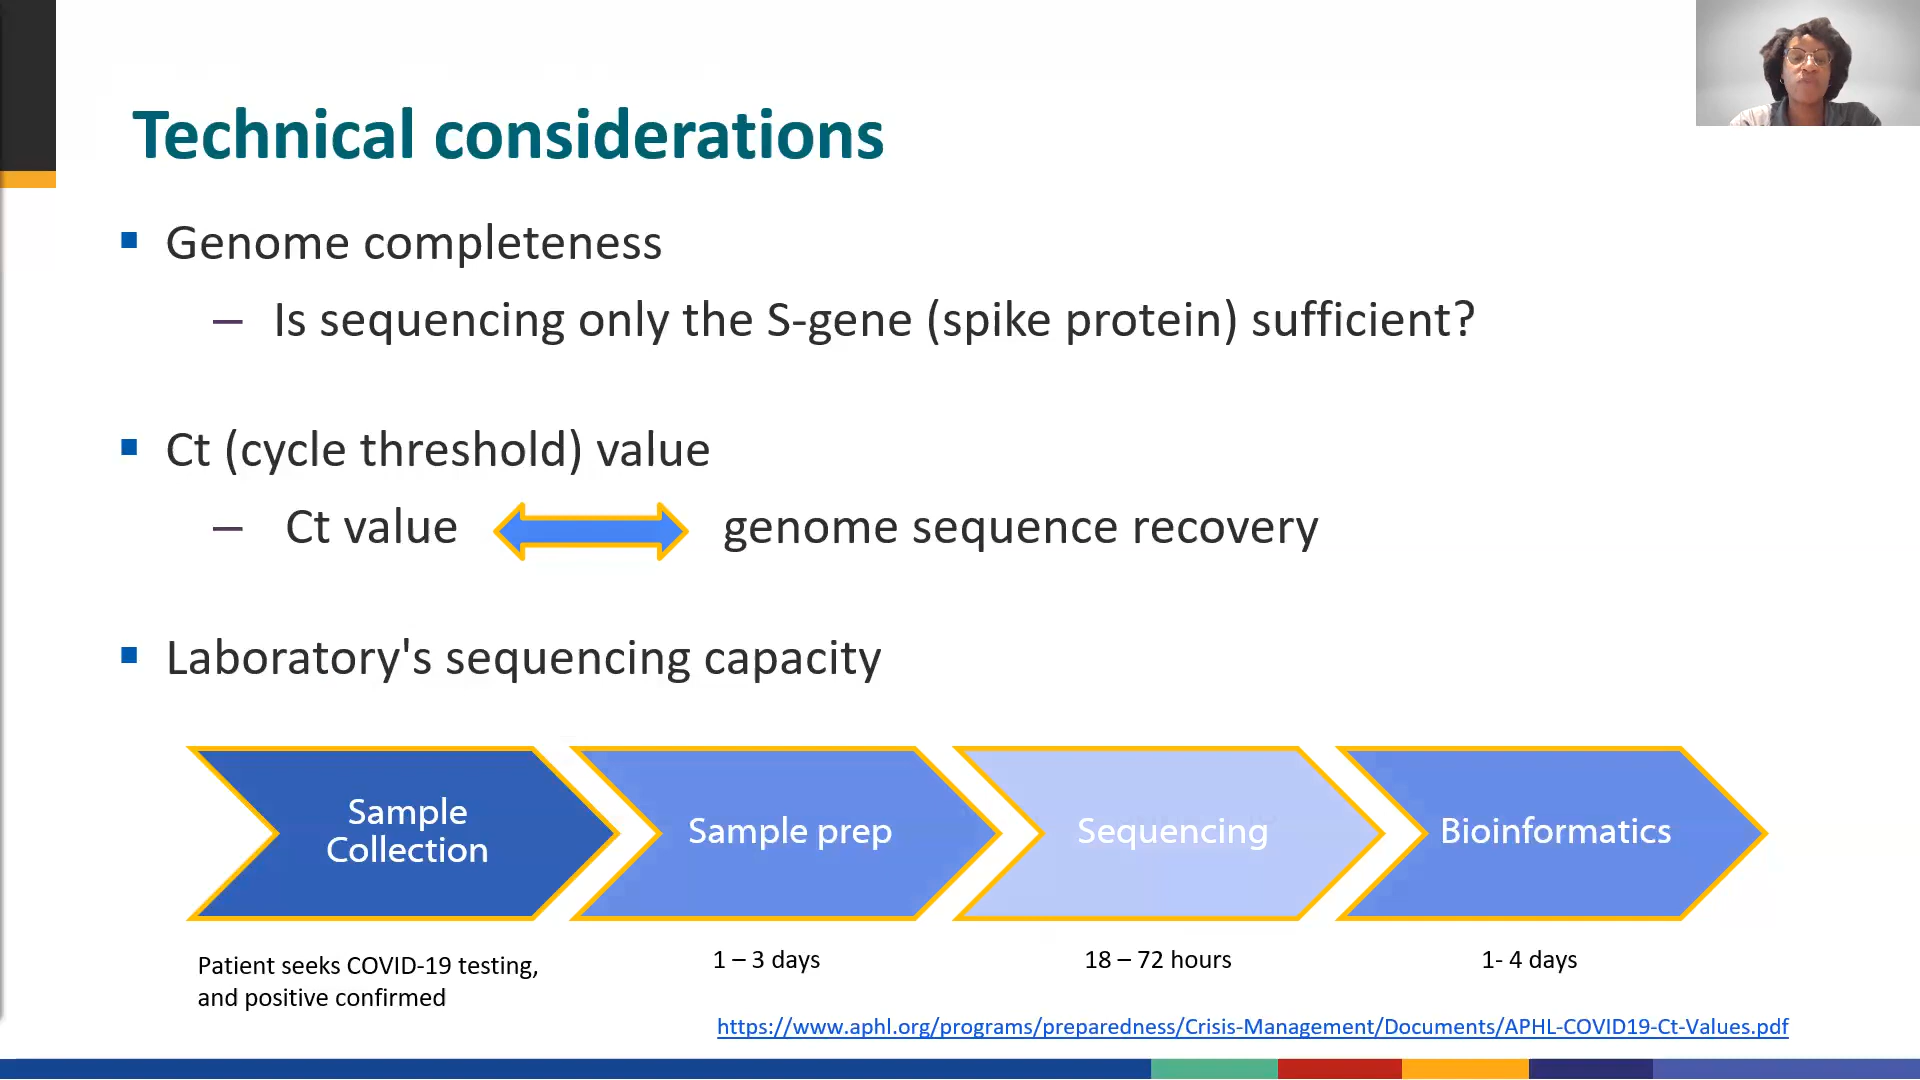 Technical considerations
▪ Genome completeness
– Is sequencing only the S-gene (spike protein) sufficient?
▪ Ct (cycle threshold) value
– Ct value genome sequence recovery
▪ Laboratory's sequencing capacity
Sample
Collection
Sample prep
Sequencing
Bioinformatics
Patient seeks COVID-19 testing,
and positive confirmed
1 – 3 days
18 – 72 hours
1- 4 days
https://www.aphl.org/programs/preparedness/Crisis-Management/Documents/APHL-COVID19-Ct-Values.pdf